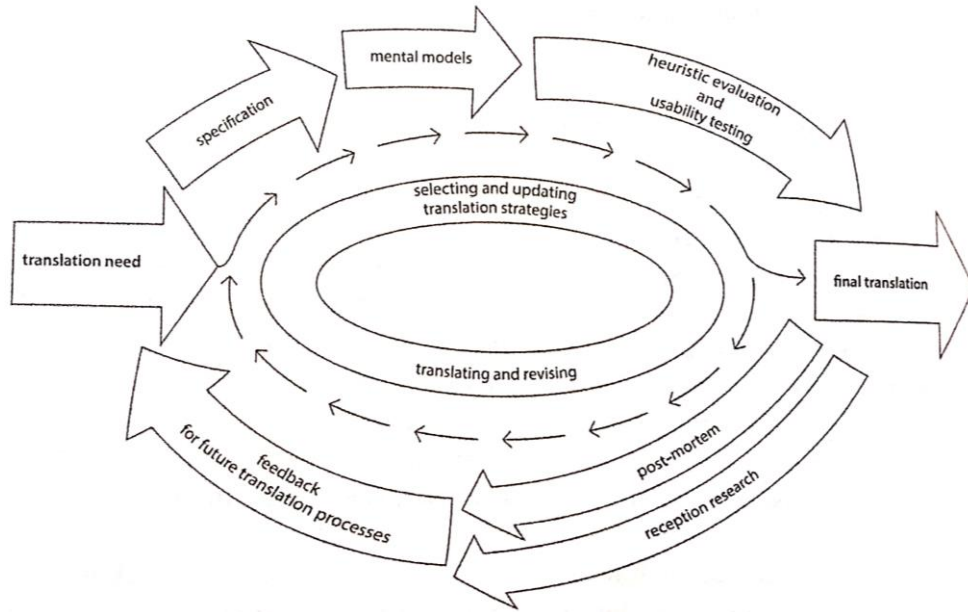 mental models
heuristic evaluation
and
usability testing
specification
selecting and updating
translation strategies
translation need
final translation
translating and revising
post-mortem
reception research
feedback
for future translation processes